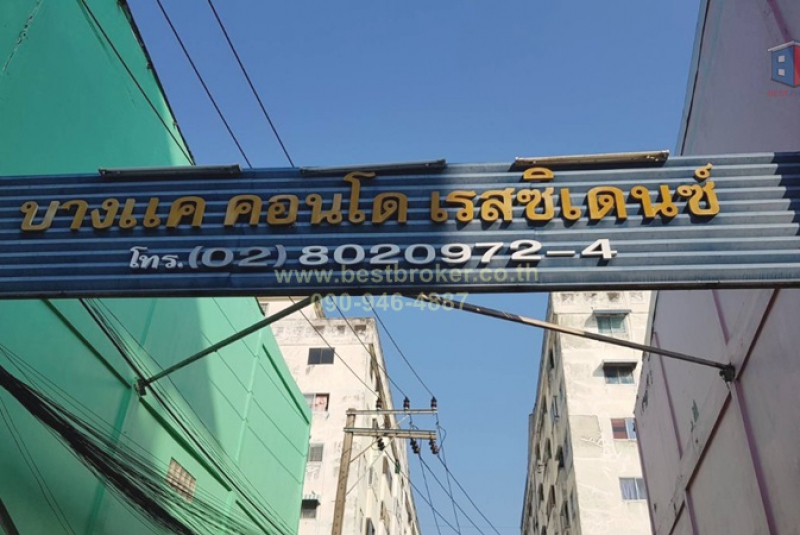 บางแค คอนโด เรสซิเดนซ์
โทร.(02) 8020972-4
www.bestbroker.co.th
090-946-4887